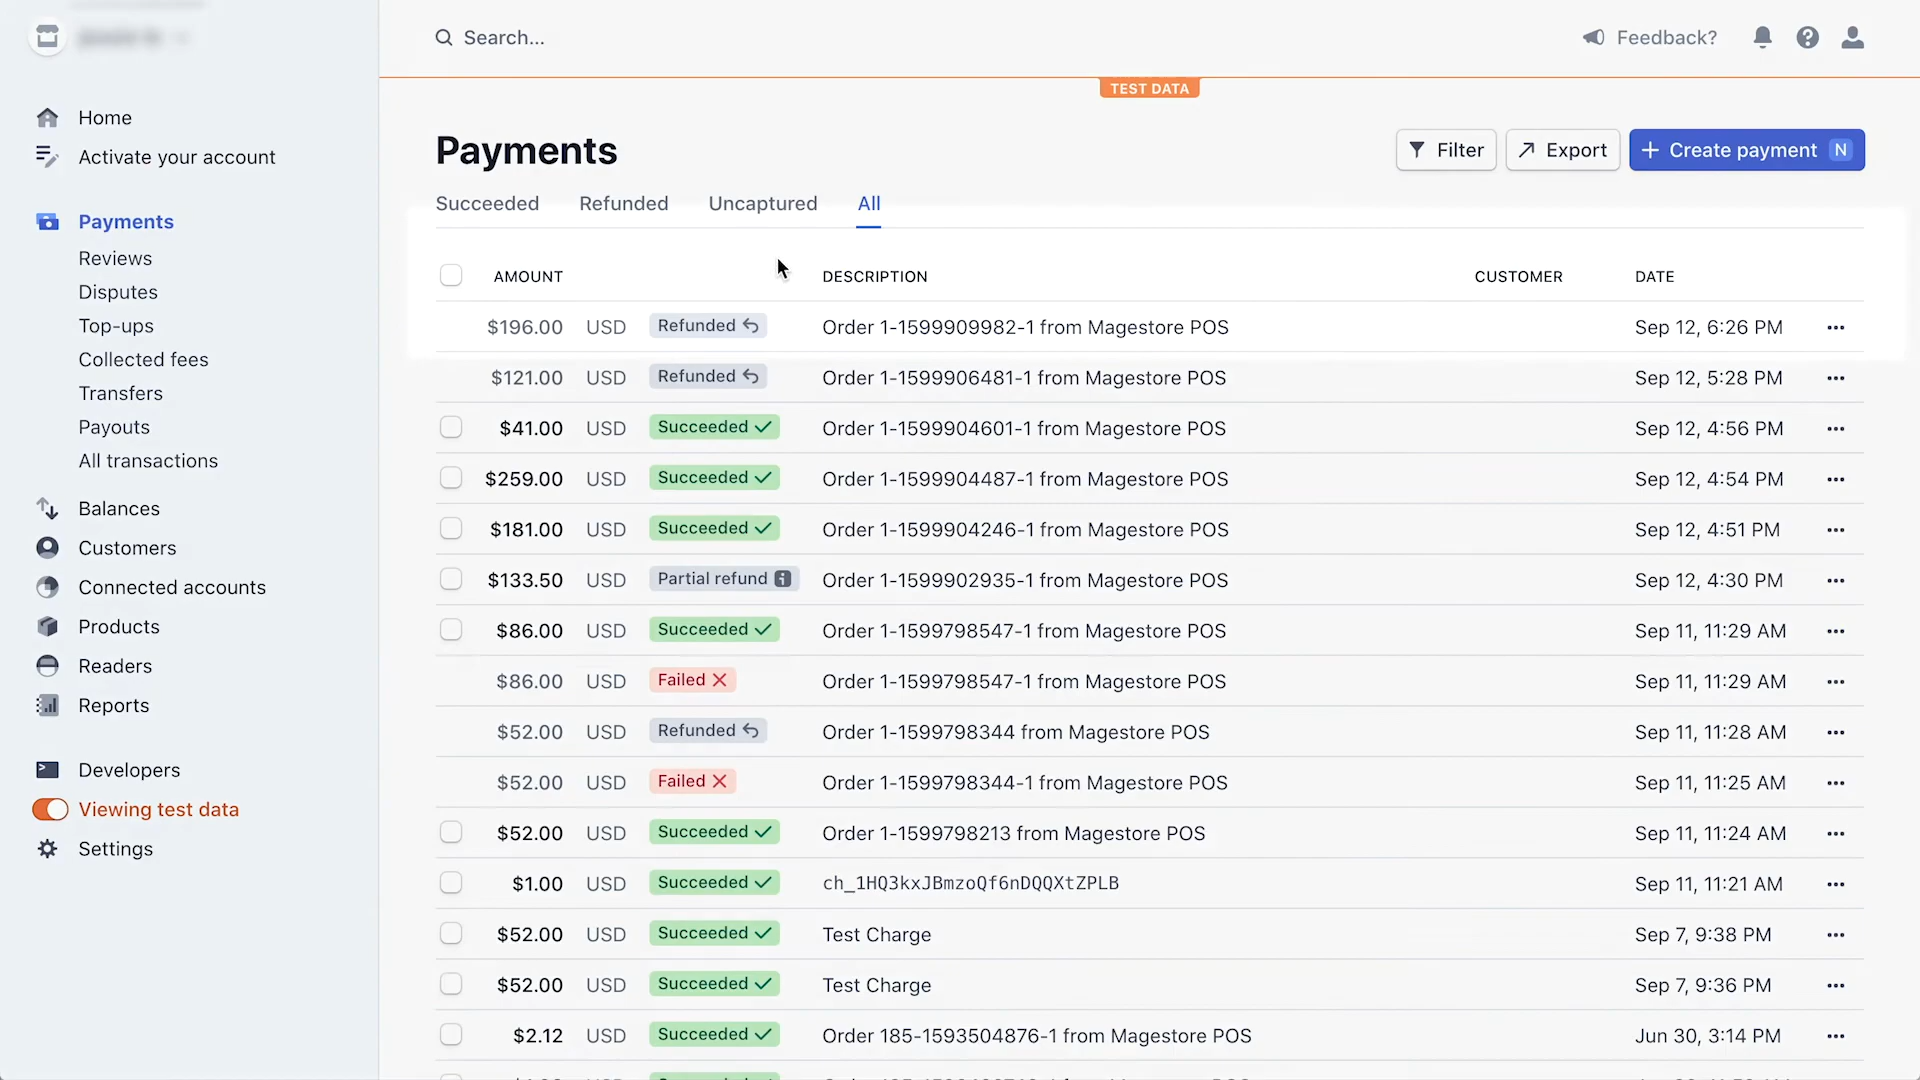 Search...
Feedback?
TEST DATA
Home
Activate your account
Payments
Reviews
Disputes
Top-ups
Collected fees
Transfers
Payouts
All transactions
Balances
Customers
Connected accounts
Products
Readers
Reports
Developers
Viewing test data
Settings
Payments
Filter
Export
Create payment N
Succeeded Refunded Uncaptured All
AMOUNT DESCRIPTION CUSTOMER DATE
$196.00 USD Refunded Order 1-1599909982-1 from Magestore POS Sep 12, 6:26 PM
$121.00 USD Refunded Order 1-1599906481-1 from Magestore POS Sep 12, 5:28 PM
$41.00 USD Succeeded Order 1-1599904601-1 from Magestore POS Sep 12, 4:56 PM
$259.00 USD Succeeded Order 1-1599904487-1 from Magestore POS Sep 12, 4:54 PM
$181.00 USD Succeeded Order 1-1599904246-1 from Magestore POS Sep 12, 4:51 PM
$133.50 USD Partial refund Order 1-1599902935-1 from Magestore POS Sep 12, 4:30 PM
$86.00 USD Succeeded Order 1-1599798547-1 from Magestore POS Sep 11, 11:29 AM
$86.00 USD Failed Order 1-1599798547-1 from Magestore POS Sep 11, 11:29 AM
$52.00 USD Refunded Order 1-1599798344 from Magestore POS Sep 11, 11:28 AM
$52.00 USD Failed Order 1-1599798344-1 from Magestore POS Sep 11, 11:25 AM
$52.00 USD Succeeded Order 1-1599798213 from Magestore POS Sep 11, 11:24 AM
$1.00 USD Succeeded ch_1HQ3kxJBmzoQf6nDQQXtZPLB Sep 11, 11:21 AM
$52.00 USD Succeeded Test Charge Sep 7, 9:38 PM
$52.00 USD Succeeded Test Charge Sep 7, 9:36 PM
$2.12 USD Succeeded Order 185-1593504876-1 from Magestore POS Jun 30, 3:14 PM